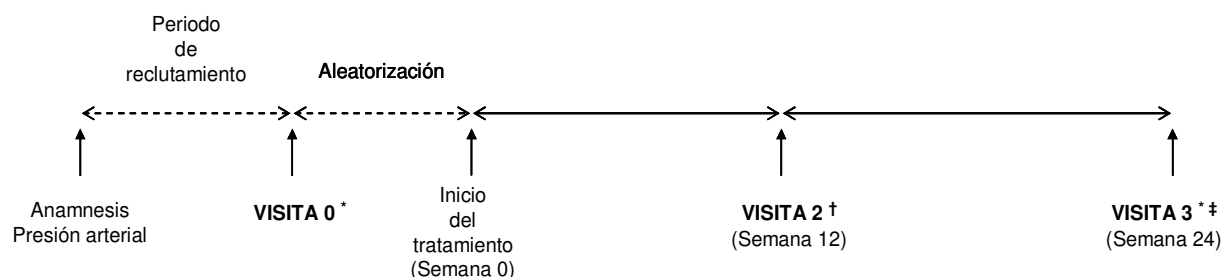 Periodo
de
reclutamiento
Aleatorización
Anamnesis
Presión arterial
VISITA 0 *
Inicio
del
tratamiento
(Semana 0)
VISITA 2 †
(Semana 12)
VISITA 3 * ‡
(Semana 24)